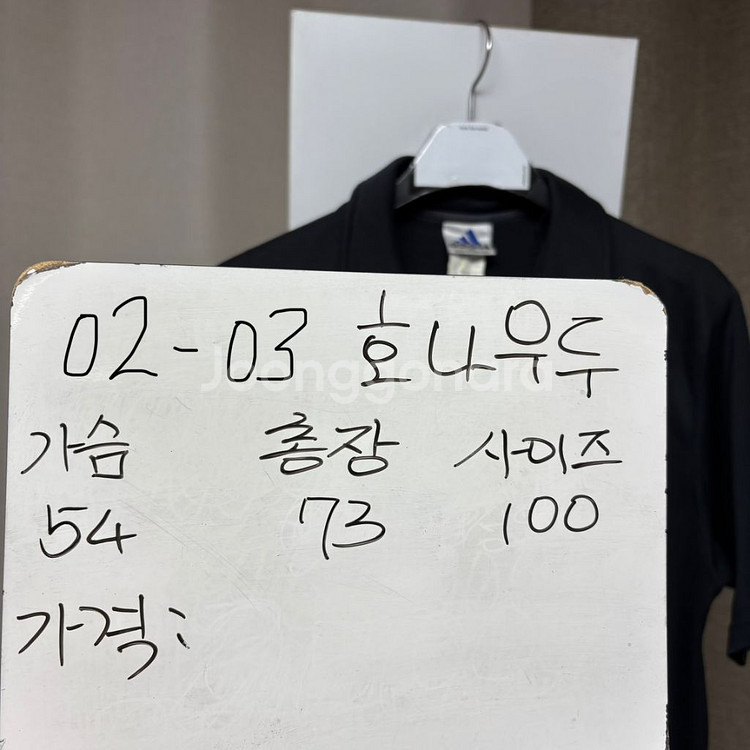 02-03 호나우두
가슴 총장 사이즈
54 73 100
가격:
Joonggonara